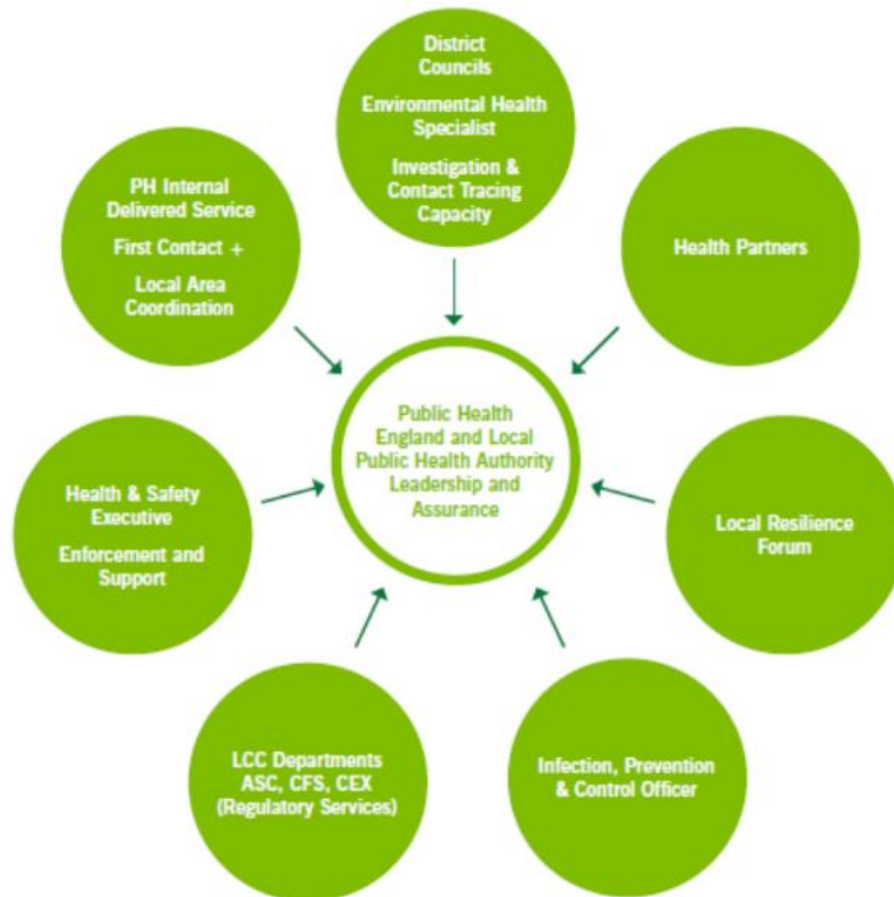 District
Councils
Environmental Health
Specialist
Investigation &
Contact Tracing
Capacity
PH Internal
Delivered Service
First Contact +
Local Area
Coordination
Health Partners
Public Health
England and Local
Public Health Authority
Leadership and
Assurance
Health & Safety
Executive
Enforcement and
Support
Local Resilience
Forum
LCC Departments
ASC, CFS, CEX
(Regulatory Services)
Infection, Prevention
& Control Officer